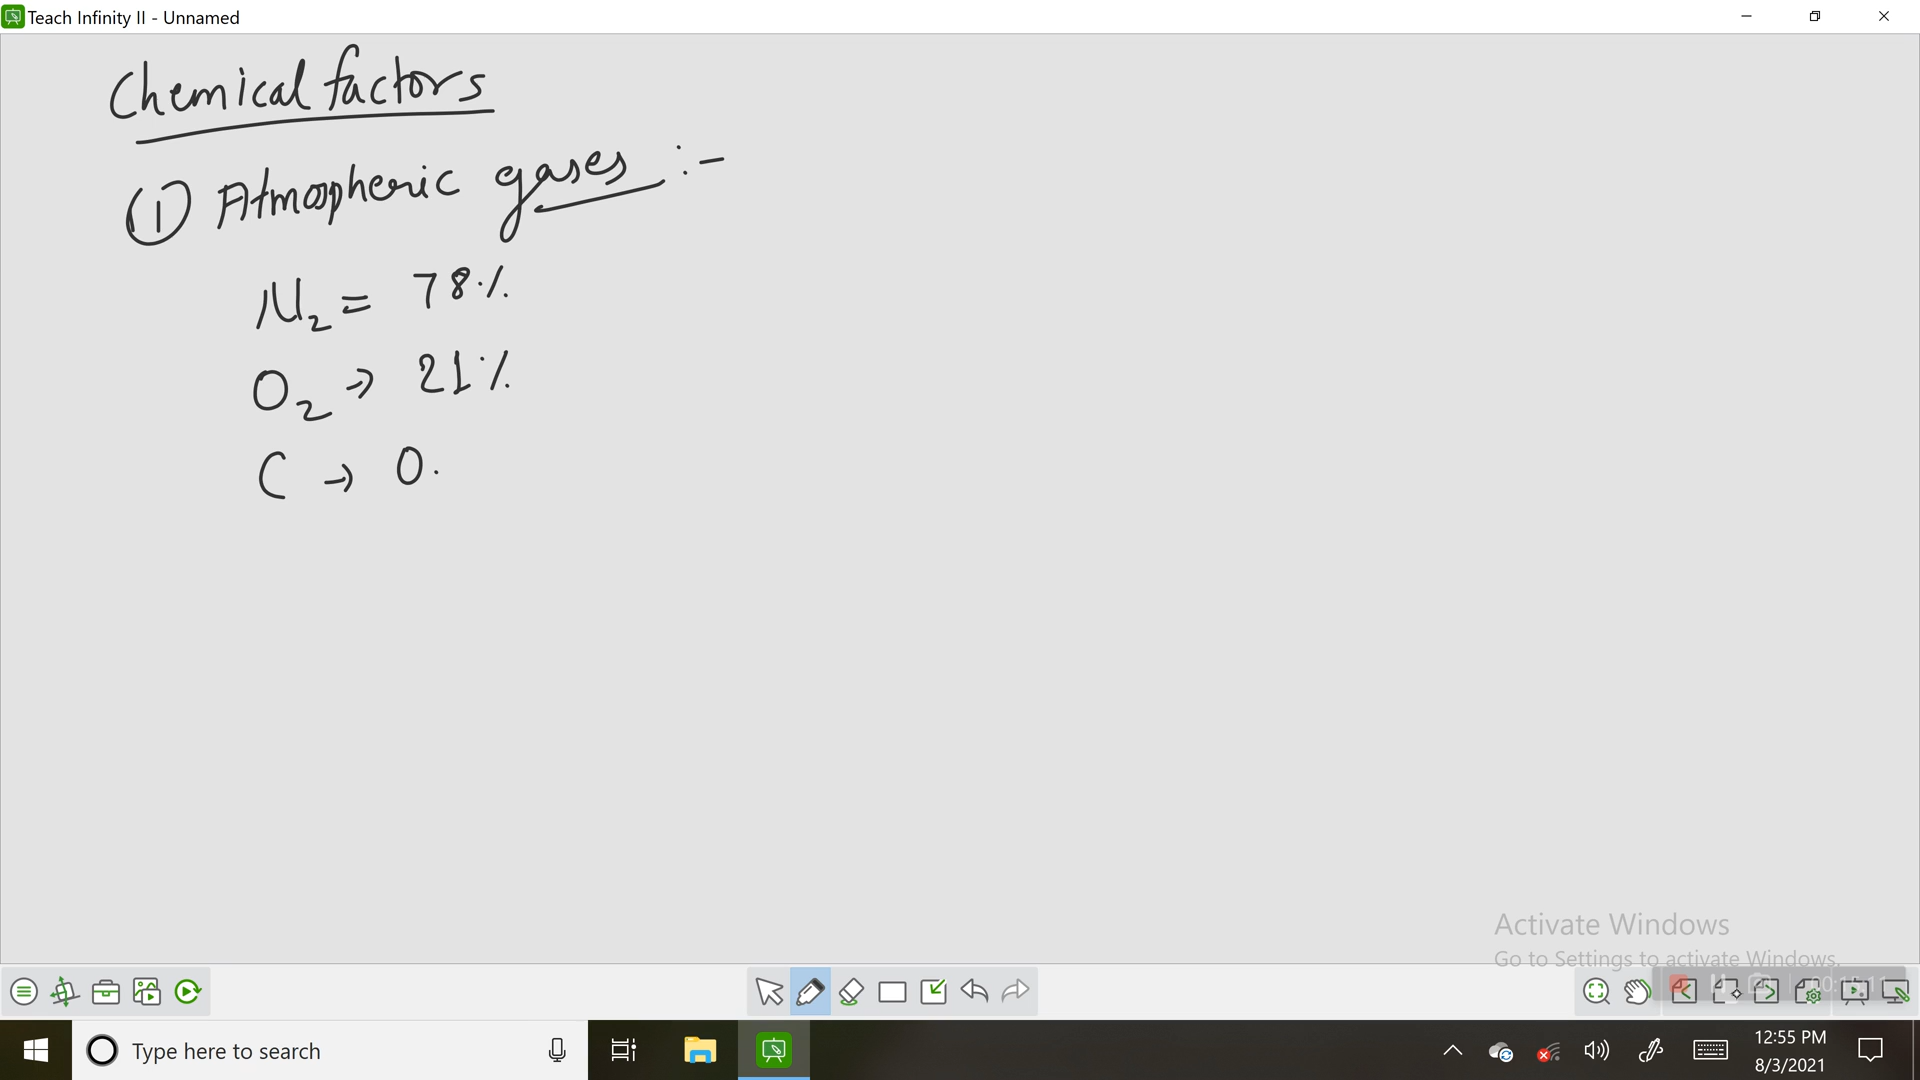 Teach Infinity II - Unnamed
Chemical factors
(1) Atmospheric gases :-
N₂ = 78%
O₂ → 21%
C → 0.
Activate Windows
Go to Settings to activate Windows.
Type here to search
12:55 PM
8/3/2021